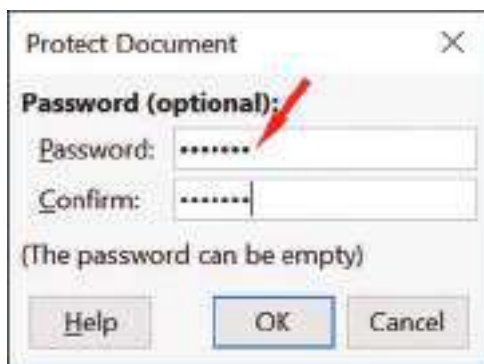 Protect Document
Password (optional):
Password: •••••••
Confirm: •••••••
(The password can be empty)
Help OK Cancel